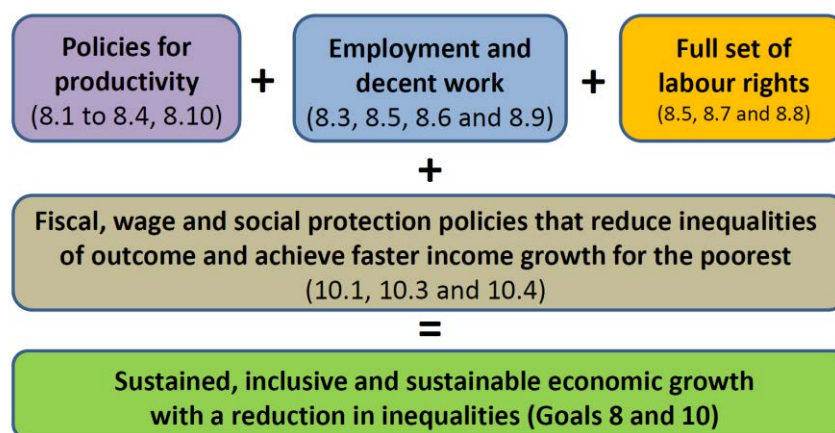 Policies for
productivity
(8.1 to 8.4, 8.10)
+
Employment and
decent work
(8.3, 8.5, 8.6 and 8.9)
+
Full set of
labour rights
(8.5, 8.7 and 8.8)
+
Fiscal, wage and social protection policies that reduce inequalities
of outcome and achieve faster income growth for the poorest
(10.1, 10.3 and 10.4)
=
Sustained, inclusive and sustainable economic growth
with a reduction in inequalities (Goals 8 and 10)